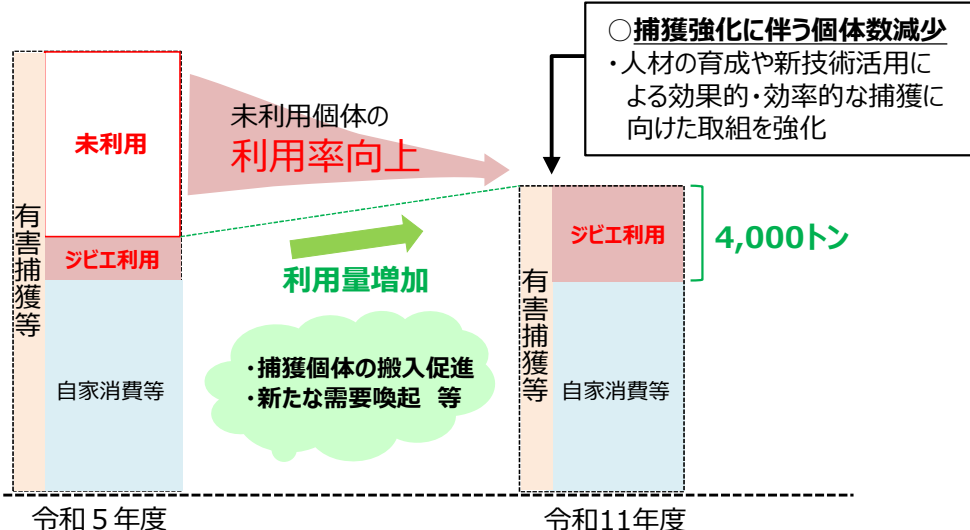 ○捕獲強化に伴う個体数減少
・人材の育成や新技術活用に
よる効果的・効率的な捕獲に
向けた取組を強化
未利用
未利用個体の
利用率向上
有害捕獲等
ジビエ利用
利用量増加
ジビエ利用
4,000トン
有害捕獲等
自家消費等
・捕獲個体の搬入促進
・新たな需要喚起 等
自家消費等
令和5年度
令和11年度